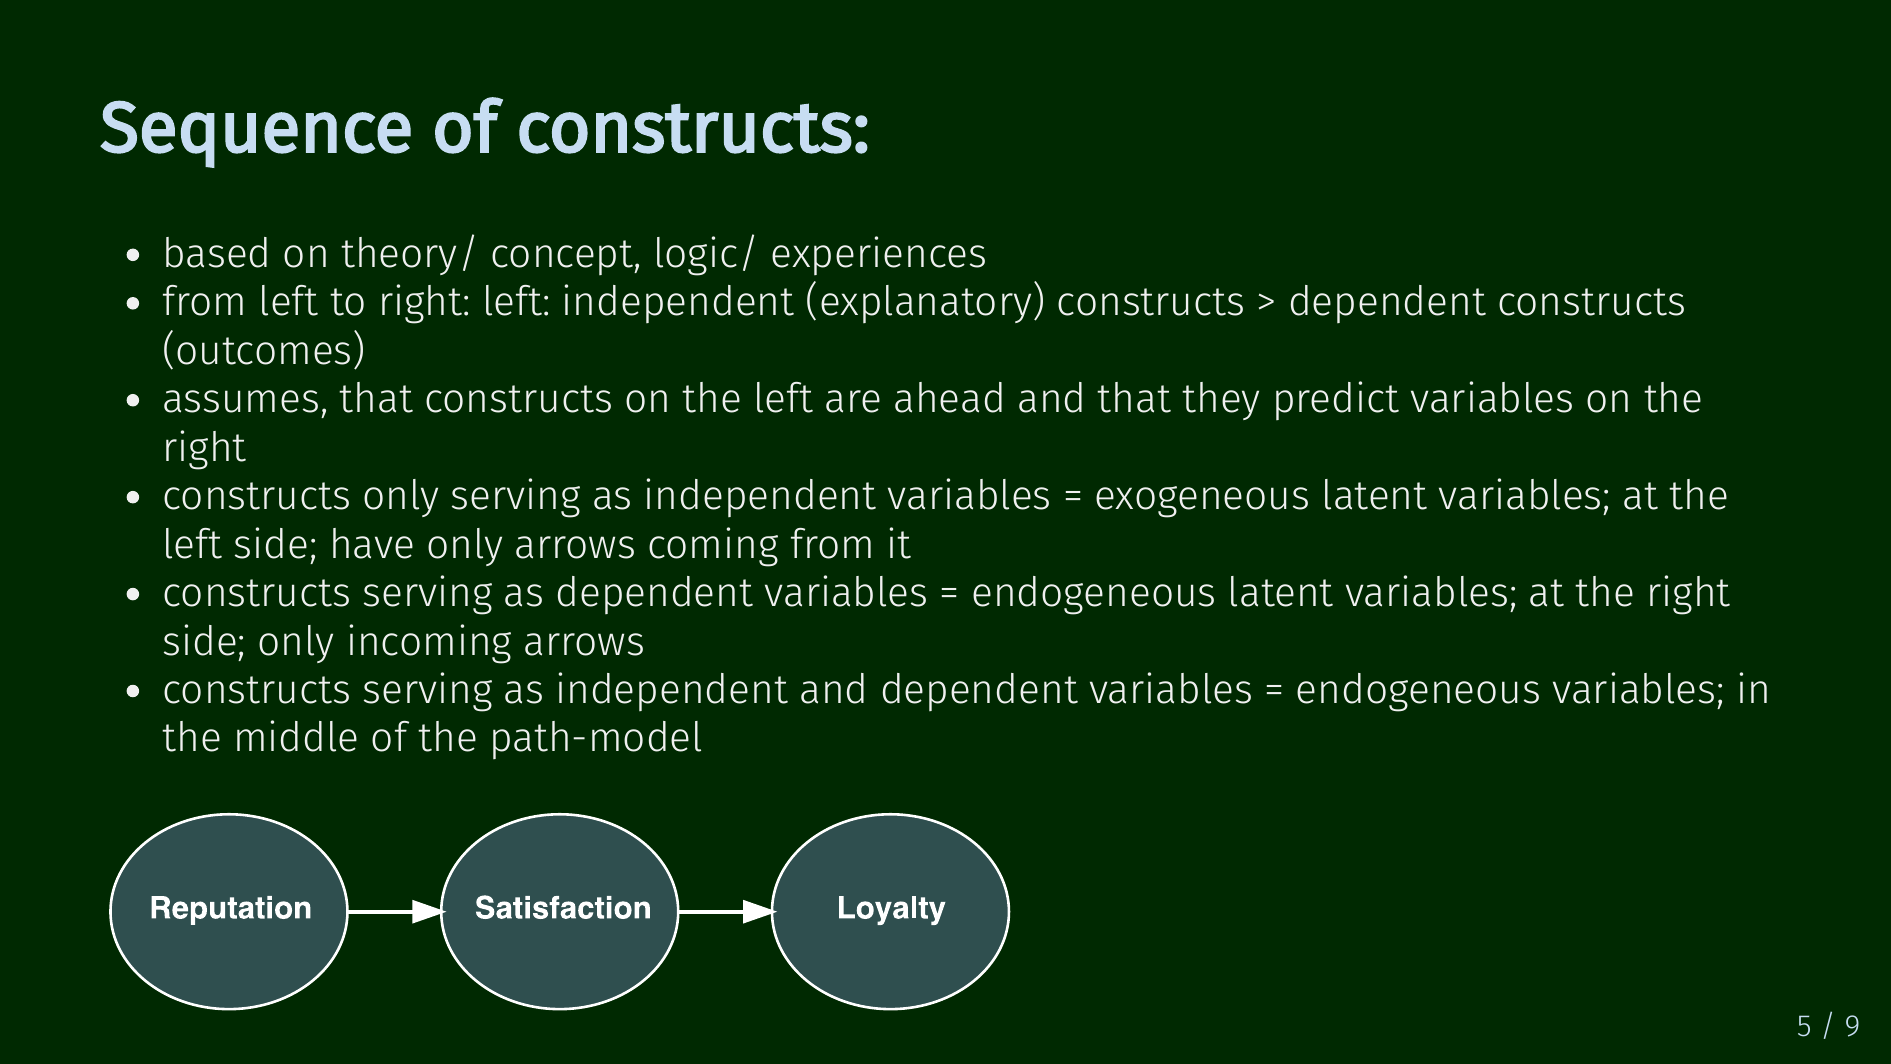 Sequence of constructs:
• based on theory/ concept, logic/ experiences
• from left to right: left: independent (explanatory) constructs > dependent constructs
(outcomes)
• assumes, that constructs on the left are ahead and that they predict variables on the
right
• constructs only serving as independent variables = exogeneous latent variables; at the
left side; have only arrows coming from it
• constructs serving as dependent variables = endogeneous latent variables; at the right
side; only incoming arrows
• constructs serving as independent and dependent variables = endogeneous variables; in
the middle of the path-model
Reputation
Satisfaction
Loyalty
5 / 9